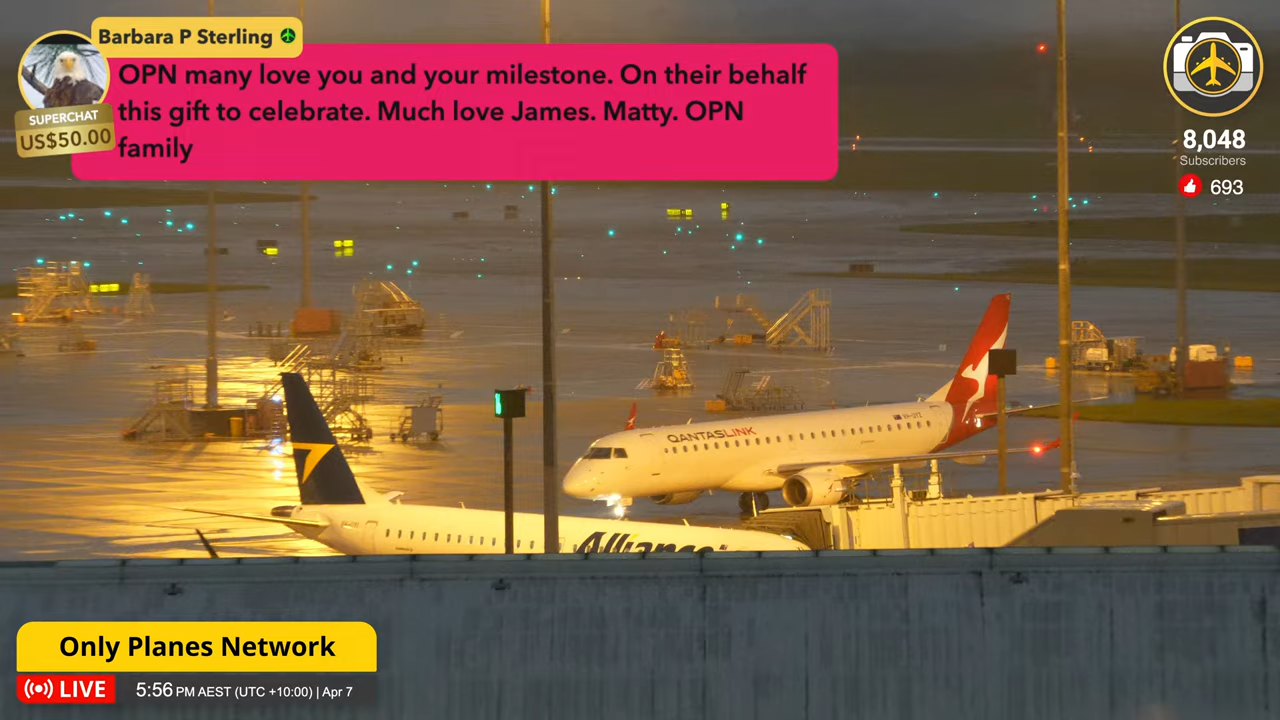 Barbara P Sterling
OPN many love you and your milestone. On their behalf
this gift to celebrate. Much love James. Matty. OPN
family
SUPERCHAT
US$50.00
8,048
Subscribers
693
QANTASLINK
Alliance
Only Planes Network
LIVE
5:56 PM AEST (UTC +10:00) | Apr 7